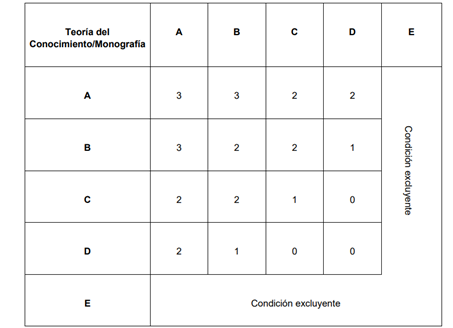 Teoría del A B C D E
Conocimiento/Monografía
A 3 3 2 2
B 3 2 2 1
Condición excluyente
C 2 2 1 0
D 2 1 0 0
E Condición excluyente